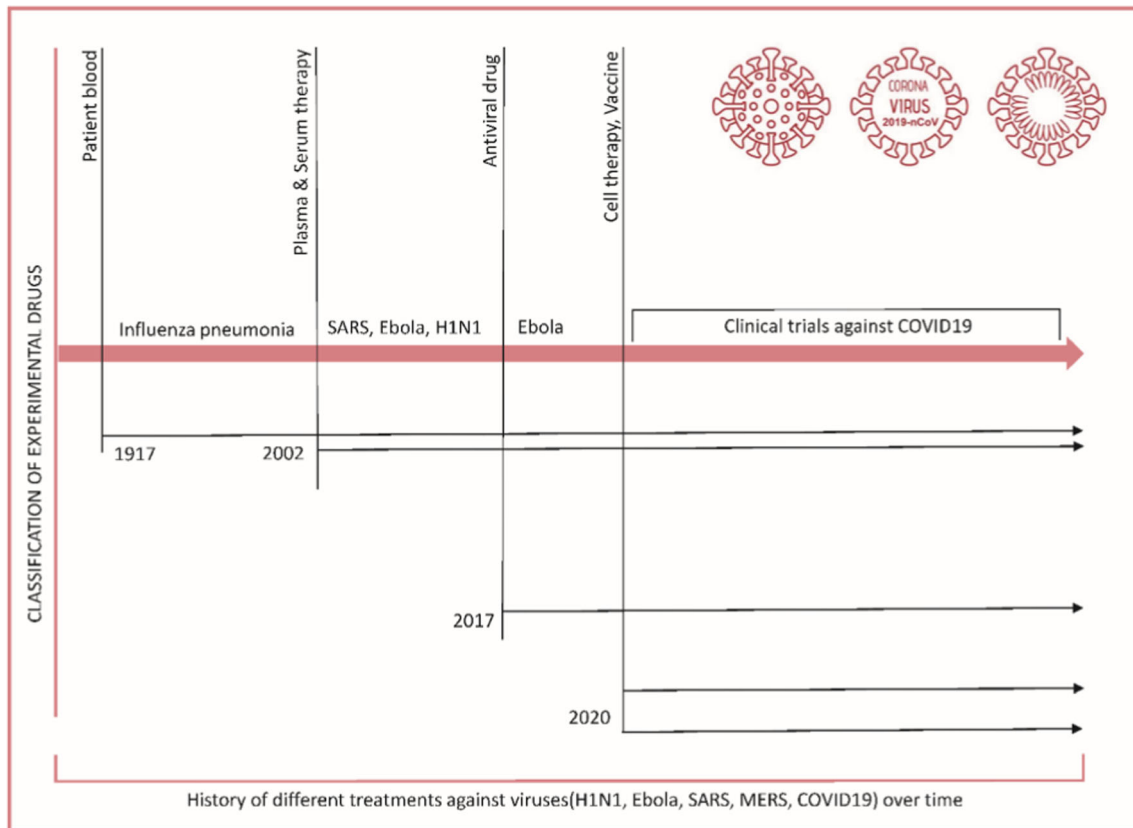 CLASSIFICATION OF EXPERIMENTAL DRUGS
Patient blood
Plasma & Serum therapy
Antiviral drug
Cell therapy, Vaccine
CORONA
VIRUS
2019-nCoV
Influenza pneumonia
SARS, Ebola, H1N1
Ebola
Clinical trials against COVID19
1917
2002
2017
2020
History of different treatments against viruses(H1N1, Ebola, SARS, MERS, COVID19) over time